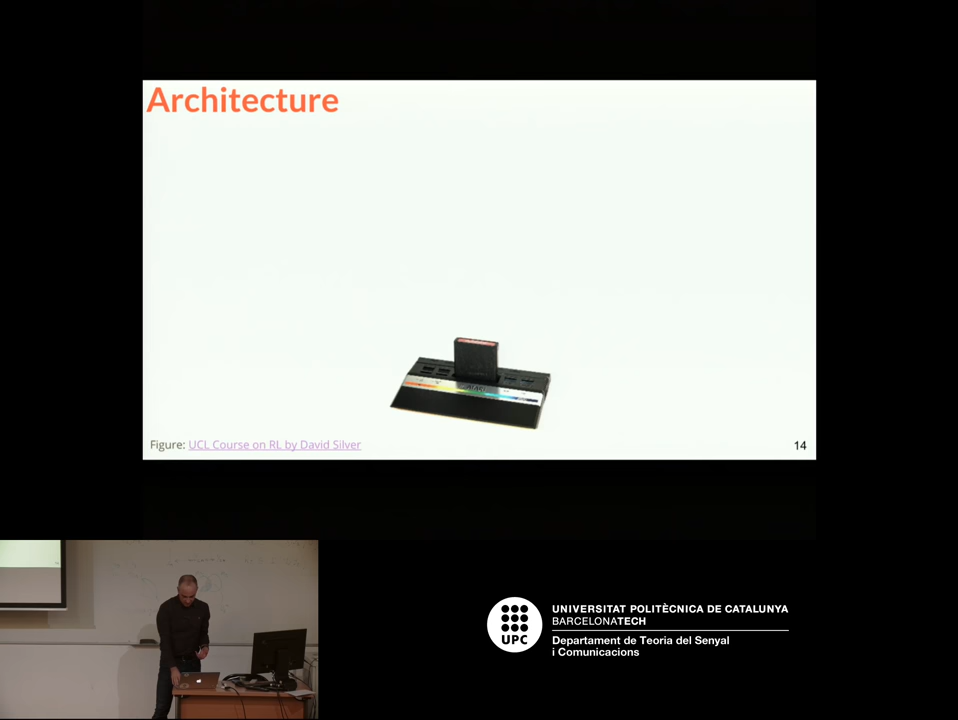 Architecture
ATARI
Figure: UCL Course on RL by David Silver
14
UPC
UNIVERSITAT POLITÈCNICA DE CATALUNYA
BARCELONATECH
Departament de Teoria del Senyal
i Comunicacions